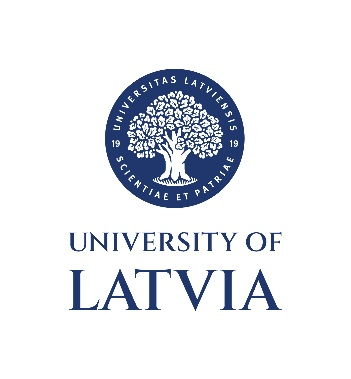 UNIVERSITAS LATVIENSIS
19 19
SCIENTIAE ET PATRIAE
UNIVERSITY OF
LATVIA